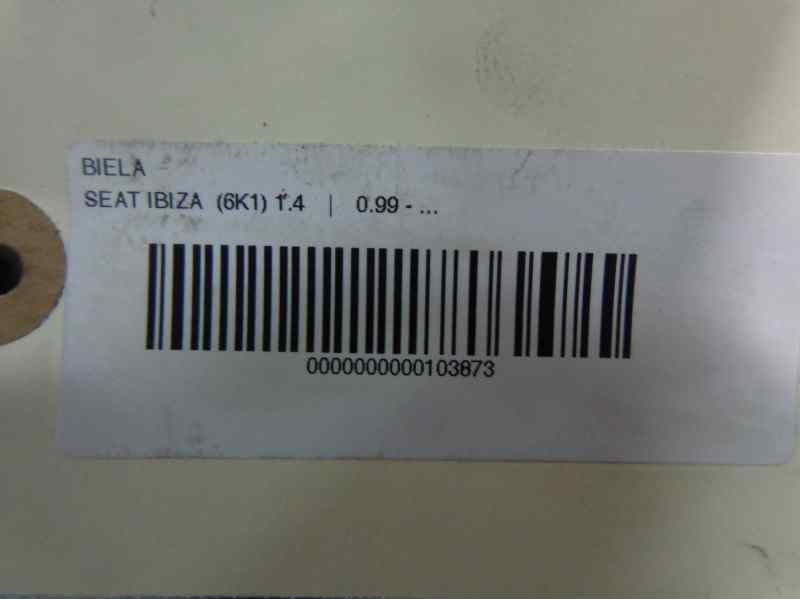 BIELA
SEAT IBIZA (6K1) 1.4 | 0.99 - ...
0000000000103873